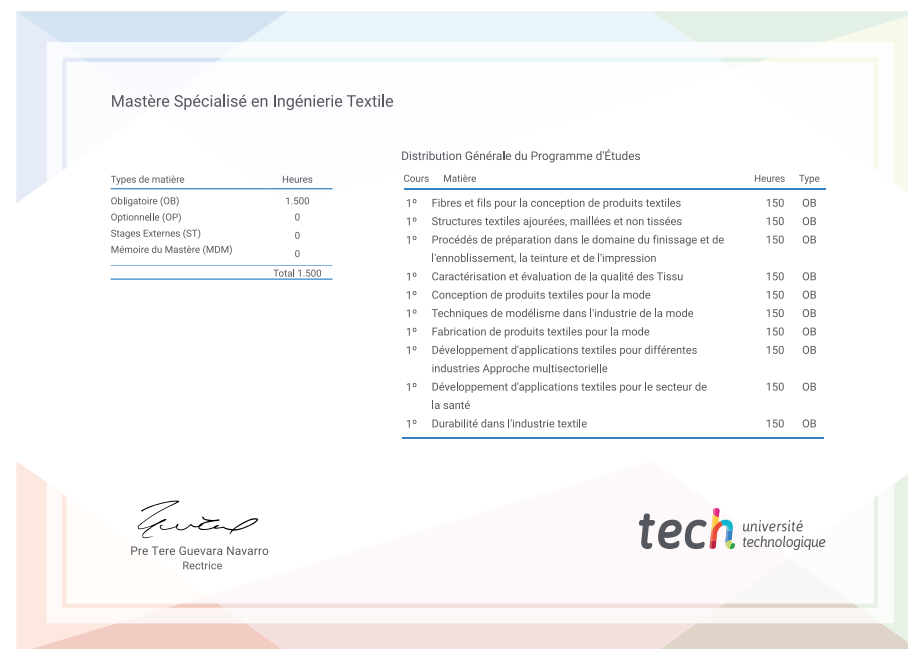 Mastère Spécialisé en Ingénierie Textile
Types de matière Heures
Obligatoire (OB) 1.500
Optionnelle (OP) 0
Stages Externes (ST) 0
Mémoire du Mastère (MDM) 0
Total 1.500
Distribution Générale du Programme d'Études
Cours Matière Heures Type
1º Fibres et fils pour la conception de produits textiles 150 OB
1º Structures textiles ajourées, maillées et non tissées 150 OB
1º Procédés de préparation dans le domaine du finissage et de 150 OB
l'ennoblissement, la teinture et de l'impression
1º Caractérisation et évaluation de la qualité des Tissu 150 OB
1º Conception de produits textiles pour la mode 150 OB
1º Techniques de modélisme dans l'industrie de la mode 150 OB
1º Fabrication de produits textiles pour la mode 150 OB
1º Développement d'applications textiles pour différentes 150 OB
industries Approche multisectorielle
1º Développement d'applications textiles pour le secteur de 150 OB
la santé
1º Durabilité dans l'industrie textile 150 OB
Pre Tere Guevara Navarro
Rectrice
tech université
technologique